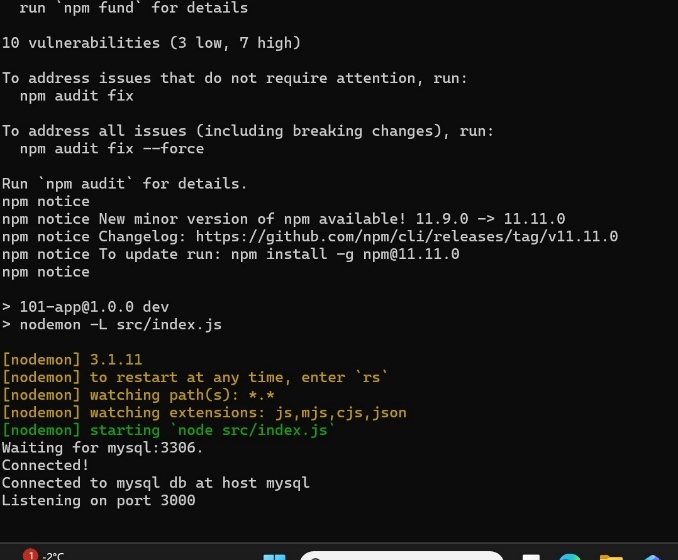 run `npm fund` for details
10 vulnerabilities (3 low, 7 high)
To address issues that do not require attention, run:
npm audit fix
To address all issues (including breaking changes), run:
npm audit fix --force
Run `npm audit` for details.
npm notice
npm notice New minor version of npm available! 11.9.0 -> 11.11.0
npm notice Changelog: https://github.com/npm/cli/releases/tag/v11.11.0
npm notice To update run: npm install -g npm@11.11.0
npm notice
> 101-app@1.0.0 dev
> nodemon -L src/index.js
[nodemon] 3.1.11
[nodemon] to restart at any time, enter `rs`
[nodemon] watching path(s): *.*
[nodemon] watching extensions: js,mjs,cjs,json
[nodemon] starting `node src/index.js`
Waiting for mysql:3306.
Connected!
Connected to mysql db at host mysql
Listening on port 3000
1 -2°C